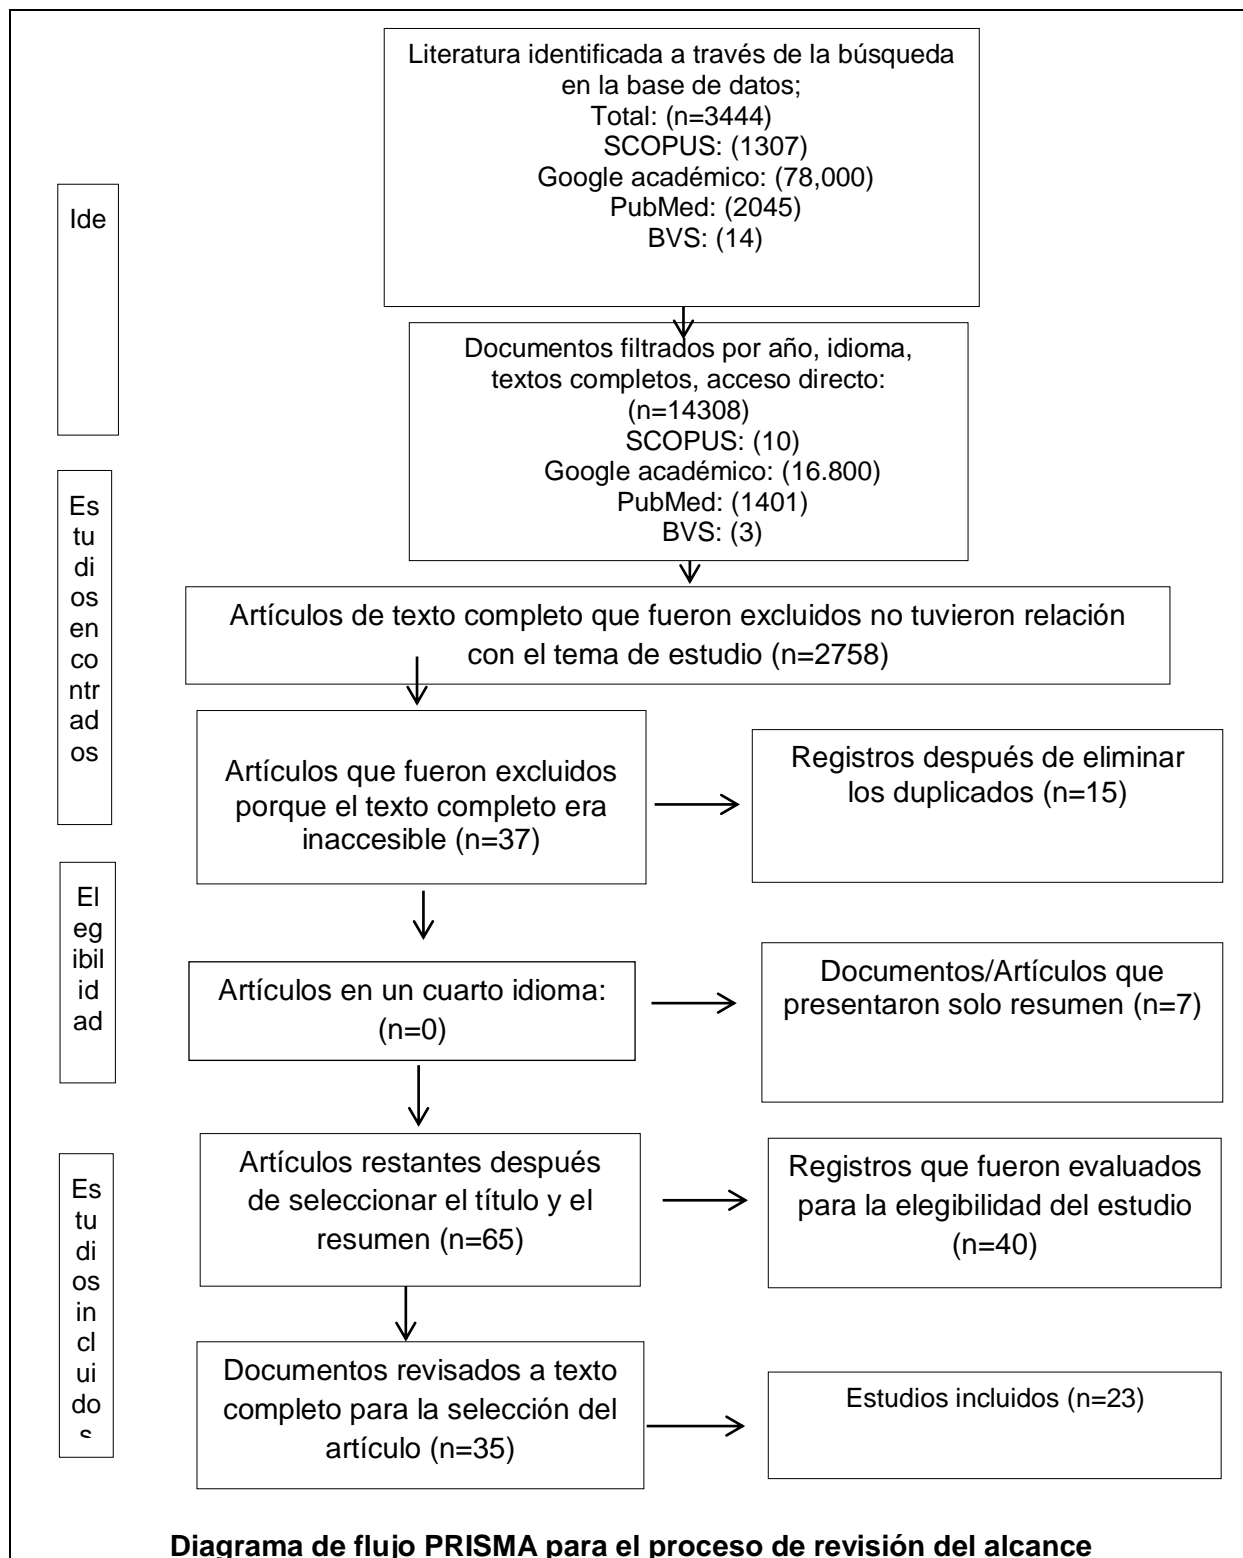 Literatura identificada a través de la búsqueda
en la base de datos;
Total: (n=3444)
SCOPUS: (1307)
Google académico: (78,000)
PubMed: (2045)
BVS: (14)
Ide
Documentos filtrados por año, idioma,
textos completos, acceso directo:
(n=14308)
SCOPUS: (10)
Google académico: (16.800)
PubMed: (1401)
BVS: (3)
Es
tu
di
os
en
co
ntr
ad
os
Artículos de texto completo que fueron excluidos no tuvieron relación
con el tema de estudio (n=2758)
Artículos que fueron excluidos
porque el texto completo era
inaccesible (n=37)
Registros después de eliminar
los duplicados (n=15)
El
eg
ibil
id
ad
Artículos en un cuarto idioma:
(n=0)
Documentos/Artículos que
presentaron solo resumen (n=7)
Artículos restantes después
de seleccionar el título y el
resumen (n=65)
Registros que fueron evaluados
para la elegibilidad del estudio
(n=40)
Es
tu
di
os
in
cl
ui
do
s
Documentos revisados a texto
completo para la selección del
artículo (n=35)
Estudios incluidos (n=23)
Diagrama de flujo PRISMA para el proceso de revisión del alcance